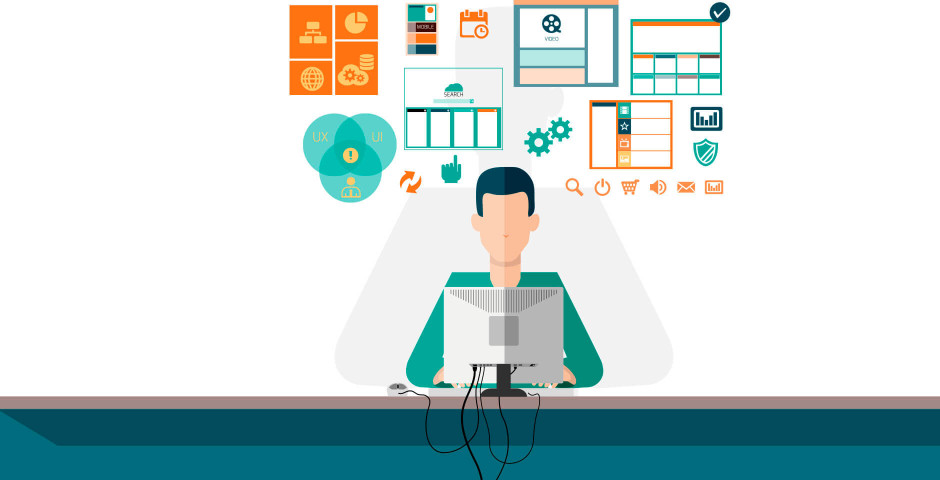 MOBILE
VIDEO
SEARCH
UX
UI
!